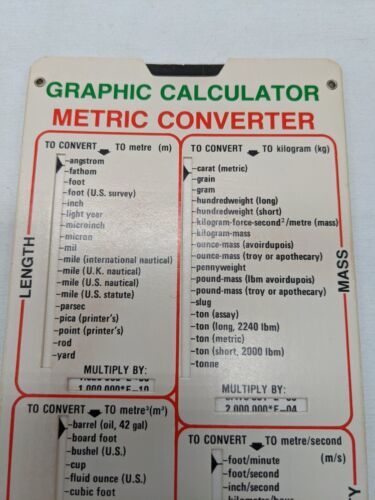 GRAPHIC CALCULATOR
METRIC CONVERTER
TO CONVERT TO metre (m)
angstrom
fathom
foot
foot (U.S. survey)
inch
light year
microinch
micron
mil
mile (international nautical)
mile (U.K. nautical)
mile (U.S. nautical)
mile (U.S. statute)
parsec
pica (printer's)
point (printer's)
rod
yard
LENGTH
MULTIPLY BY:
1.000 000*E-10
TO CONVERT TO kilogram (kg)
carat (metric)
grain
gram
hundredweight (long)
hundredweight (short)
kilogram-force-second²/metre (mass)
kilogram-mass
ounce-mass (avoirdupois)
ounce-mass (troy or apothecary)
pennyweight
pound-mass (lbm avoirdupois)
pound-mass (troy or apothecary)
slug
ton (assay)
ton (long, 2240 lbm)
ton (metric)
ton (short, 2000 lbm)
tonne
MASS
MULTIPLY BY:
2.000 000*E-04
TO CONVERT TO metre³(m³)
barrel (oil, 42 gal)
board foot
bushel (U.S.)
cup
fluid ounce (U.S.)
cubic foot
TO CONVERT TO metre/second
(m/s)
foot/minute
foot/second
inch/second
kilometre/hour